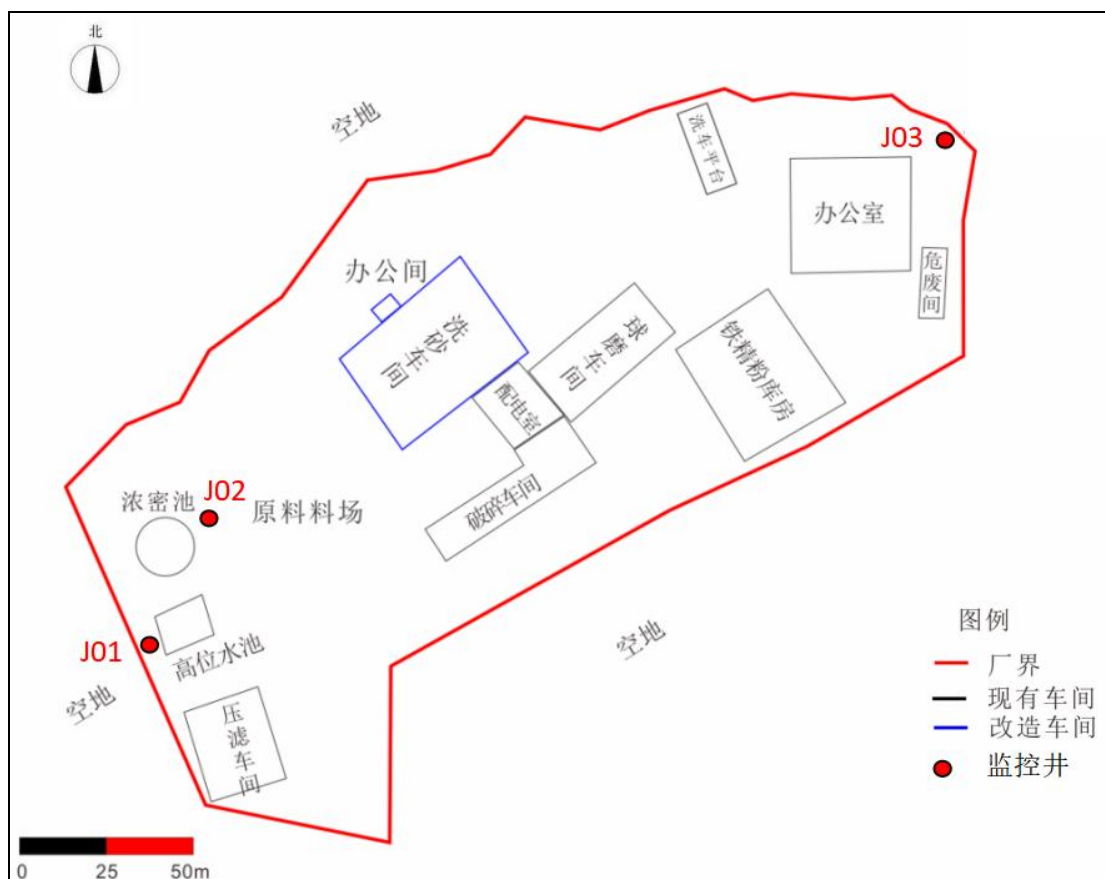 北
空地
J03
洗车平台
办公室
办公间
危废间
洗砂车间
球磨车间
铁精粉库房
配电室
J02
浓密池
原料料场
破碎车间
J01
高位水池
空地
空地
压滤车间
图例
厂界
现有车间
改造车间
监控井
0 25 50m